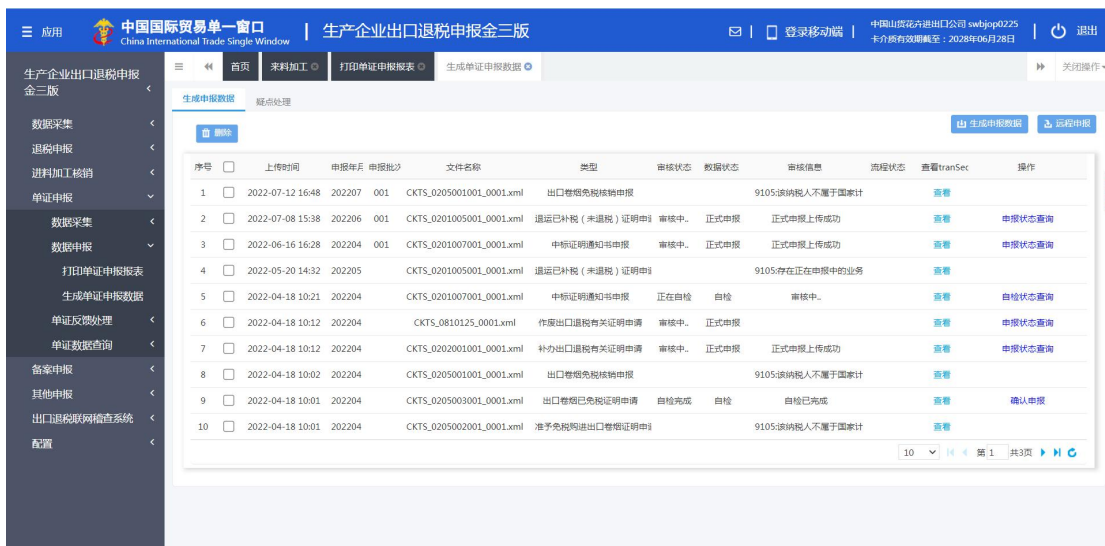 应用
中国国际贸易单一窗口
China International Trade Single Window
生产企业出口退税申报金三版
登录移动端
中国山货花卉进出口公司 swbjop0225
卡介质有效期截至：2028年06月28日
退出
生产企业出口退税申报
金三版
首页 来料加工 打印单证申报报表 生成单证申报数据 关闭操作
生成申报数据 疑点处理
数据采集
退税申报
进料加工核销
单证申报
数据采集
数据申报
打印单证申报报表
生成单证申报数据
单证反馈处理
单证数据查询
备案申报
其他申报
出口退税联网稽查系统
配置
删除 生成申报数据 远程申报
序号 上传时间 申报年月 申报批次 文件名称 类型 审核状态 数据状态 审核信息 流程状态 查看tranSec 操作
1 2022-07-12 16:48 202207 001 CKTS_0205001001_0001.xml 出口卷烟免税核销申报 9105:该纳税人不属于国家计 查看
2 2022-07-08 15:38 202206 001 CKTS_0201005001_0001.xml 退运已补税（未退税）证明申请 审核中.. 正式申报 正式申报上传成功 查看 申报状态查询
3 2022-06-16 16:28 202204 001 CKTS_0201007001_0001.xml 中标证明通知书申报 审核中.. 正式申报 正式申报上传成功 查看 申报状态查询
4 2022-05-20 14:32 202205 CKTS_0201005001_0001.xml 退运已补税（未退税）证明申请 9105:存在正在申报中的业务 查看
5 2022-04-18 10:21 202204 CKTS_0201007001_0001.xml 中标证明通知书申报 正在自检 自检 审核中.. 查看 自检状态查询
6 2022-04-18 10:12 202204 CKTS_0810125_0001.xml 作废出口退税有关证明申请 审核中.. 正式申报 查看 申报状态查询
7 2022-04-18 10:12 202204 CKTS_0202001001_0001.xml 补办出口退税有关证明申请 审核中.. 正式申报 正式申报上传成功 查看 申报状态查询
8 2022-04-18 10:02 202204 CKTS_0205001001_0001.xml 出口卷烟免税核销申报 9105:该纳税人不属于国家计 查看
9 2022-04-18 10:01 202204 CKTS_0205003001_0001.xml 出口卷烟已免税证明申请 自检完成 自检 自检已完成 查看 确认申报
10 2022-04-18 10:01 202204 CKTS_0205002001_0001.xml 准予免税购进出口卷烟证明申请 9105:该纳税人不属于国家计 查看
10 第 1 共3页